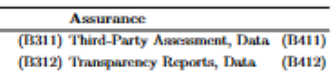 Assurance
(B311) Third-Party Assessment, Data (B411)
(B312) Transparency Reports, Data (B412)